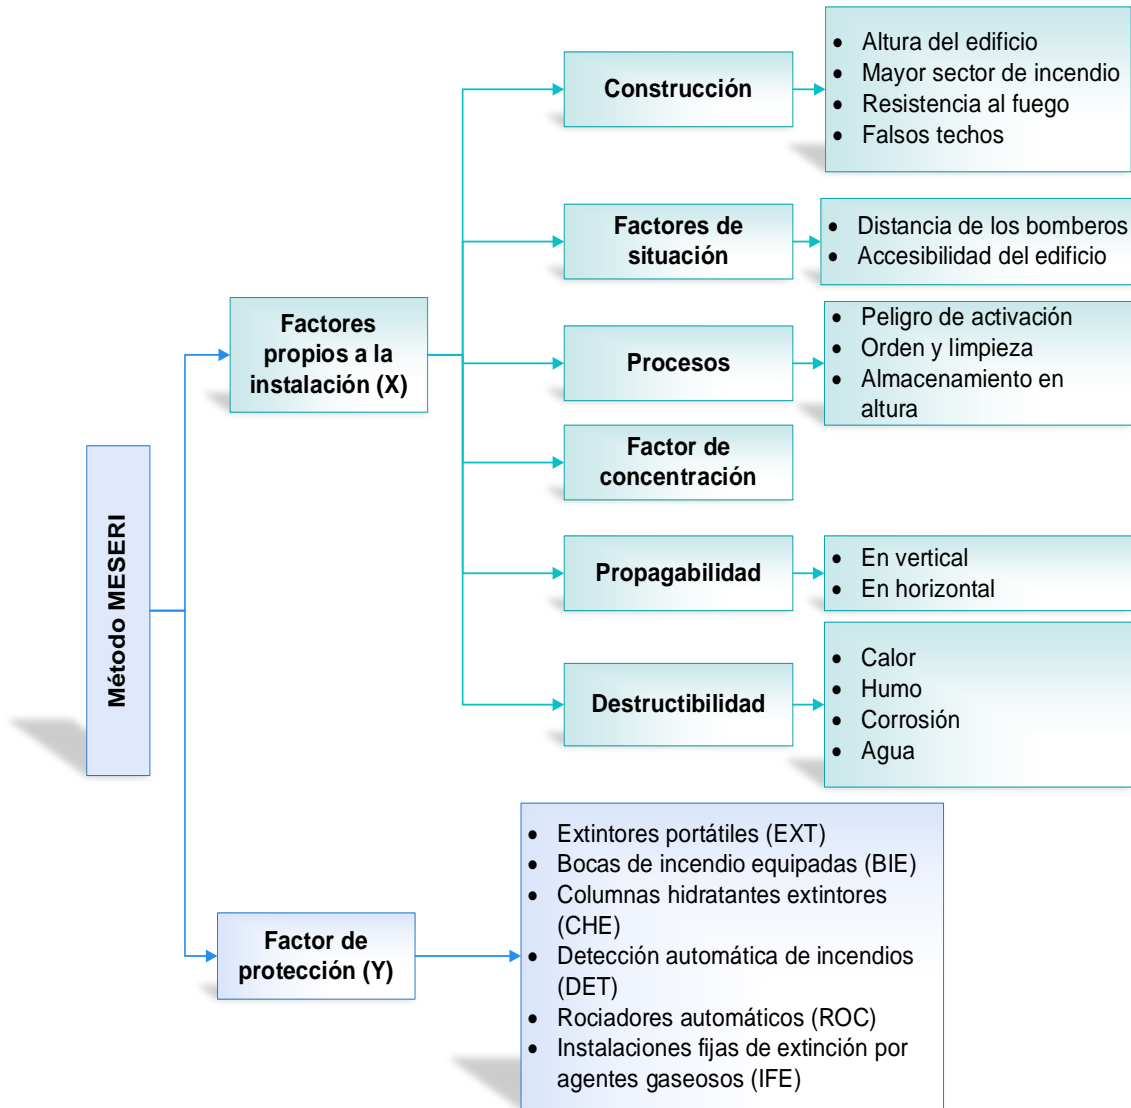 Método MESERI
Factores
propios a la
instalación (X)
Construcción
• Altura del edificio
• Mayor sector de incendio
• Resistencia al fuego
• Falsos techos
Factores de
situación
• Distancia de los bomberos
• Accesibilidad del edificio
Procesos
• Peligro de activación
• Orden y limpieza
• Almacenamiento en
altura
Factor de
concentración
Propagabilidad
• En vertical
• En horizontal
Destructibilidad
• Calor
• Humo
• Corrosión
• Agua
Factor de
protección (Y)
• Extintores portátiles (EXT)
• Bocas de incendio equipadas (BIE)
• Columnas hidratantes extintores
(CHE)
• Detección automática de incendios
(DET)
• Rociadores automáticos (ROC)
• Instalaciones fijas de extinción por
agentes gaseosos (IFE)